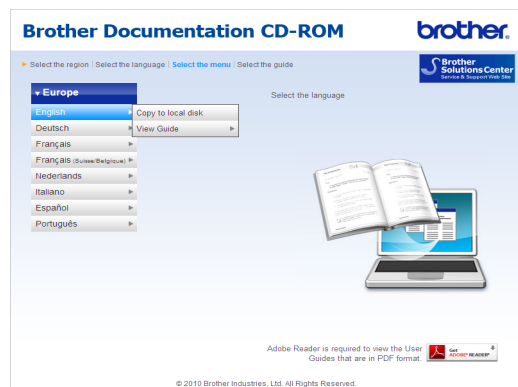 Brother Documentation CD-ROM
brother
Select the region | Select the language | Select the menu | Select the guide
Brother
Solutions Center
Service & Support Web Site
Europe
Select the language
English
Copy to local disk
Deutsch
View Guide
Français
Français (Suisse/Belgique)
Nederlands
Italiano
Español
Português
Adobe Reader is required to view the User
Guides that are in PDF format.
Get
ADOBE® READER®
© 2010 Brother Industries, Ltd. All Rights Reserved.